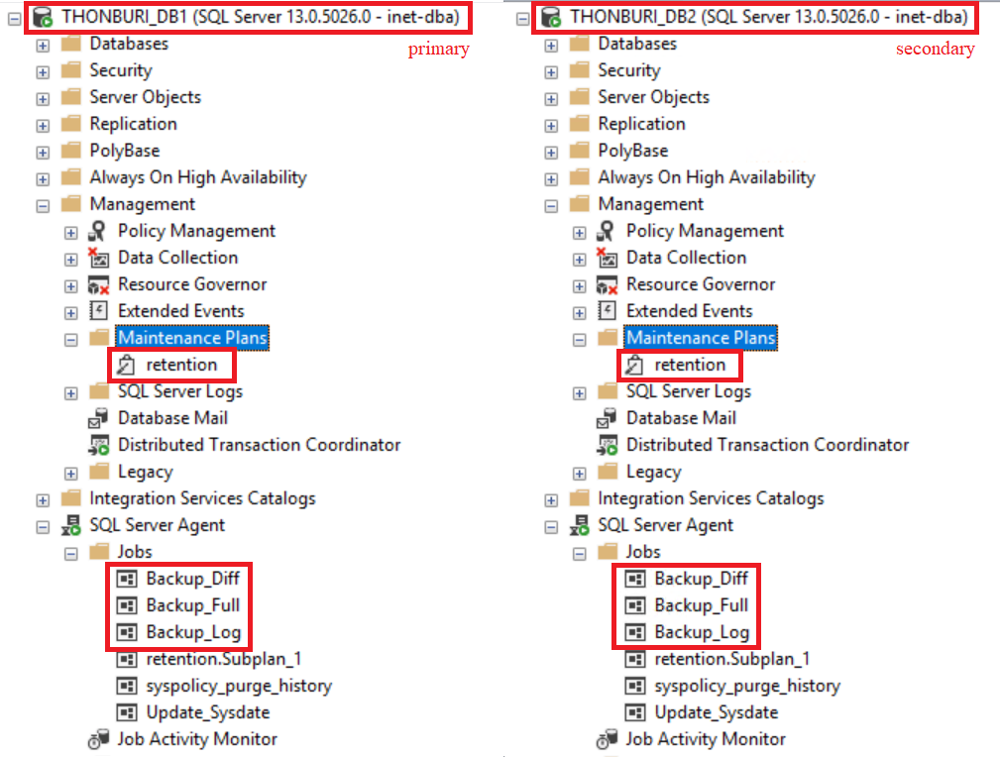 THONBURI_DB1 (SQL Server 13.0.5026.0 - inet-dba)
primary
Databases
Security
Server Objects
Replication
PolyBase
Always On High Availability
Management
Policy Management
Data Collection
Resource Governor
Extended Events
Maintenance Plans
retention
SQL Server Logs
Database Mail
Distributed Transaction Coordinator
Legacy
Integration Services Catalogs
SQL Server Agent
Jobs
Backup_Diff
Backup_Full
Backup_Log
retention.Subplan_1
syspolicy_purge_history
Update_Sysdate
Job Activity Monitor
THONBURI_DB2 (SQL Server 13.0.5026.0 - inet-dba)
secondary
Databases
Security
Server Objects
Replication
PolyBase
Always On High Availability
Management
Policy Management
Data Collection
Resource Governor
Extended Events
Maintenance Plans
retention
SQL Server Logs
Database Mail
Distributed Transaction Coordinator
Legacy
Integration Services Catalogs
SQL Server Agent
Jobs
Backup_Diff
Backup_Full
Backup_Log
retention.Subplan_1
syspolicy_purge_history
Update_Sysdate
Job Activity Monitor